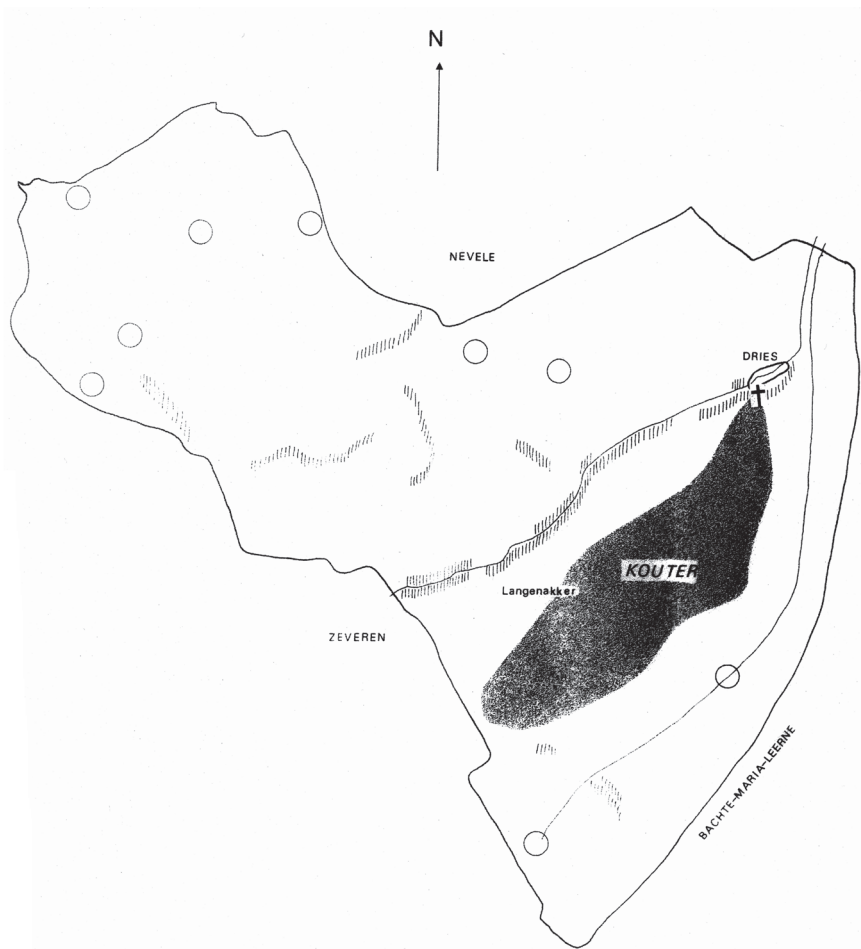 N
NEVELE
DRIES
KOUTER
Langenakker
ZEVEREN
BACHTE-MARIA-LEERNE